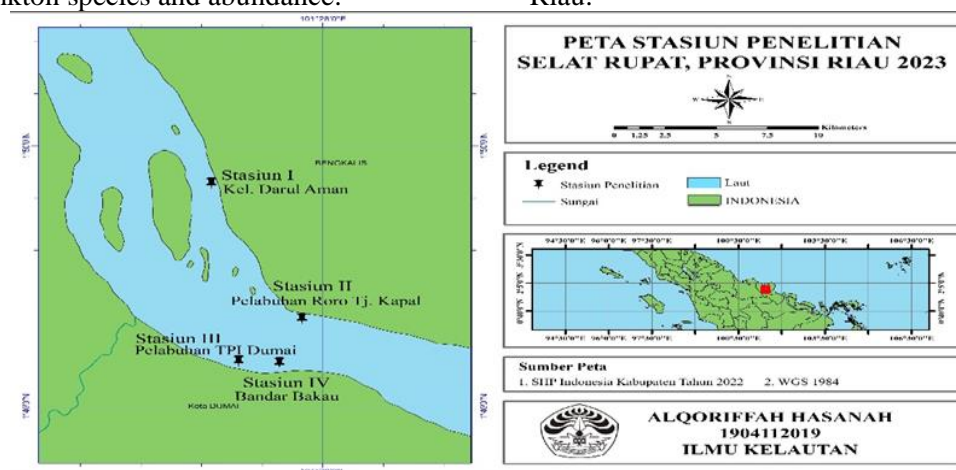 nkton species and abundance.
Riau.
101°28'0"E
BENGKALIS
Stasiun I
Kel. Darul Aman
Stasiun II
Pelabuhan Roro Tj. Kapal
Stasiun III
Pelabuhan TPI Dumai
Stasiun IV
Bandar Bakau
Kota DUMAI
PETA STASIUN PENELITIAN
SELAT RUPAT, PROVINSI RIAU 2023
0 1,25 2,5 5 7,5 10
Kilometers
Legend
Stasiun Penelitian
Laut
Sungai
INDONESIA
Sumber Peta
1. SHP Indonesia Kabupaten Tahun 2022 2. WGS 1984
ALQORIFFAH HASANAH
1904112019
ILMU KELAUTAN